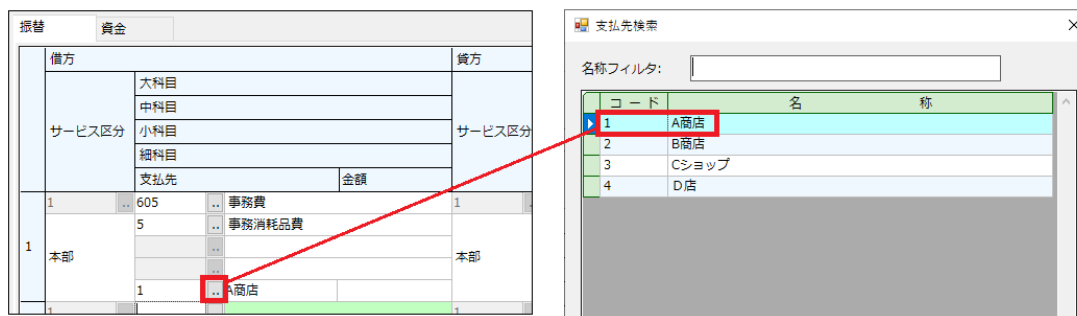 振替 資金
借方 貸方
大科目
中科目
サービス区分 小科目 サービス区分
細科目
支払先 金額
1 .. 605 .. 事務費 1
5 .. 事務消耗品費
1 本部 .. 本部
..
1 .. A商店
1 1
支払先検索
名称フィルタ:
コード 名 称
1 A商店
2 B商店
3 Cショップ
4 D店